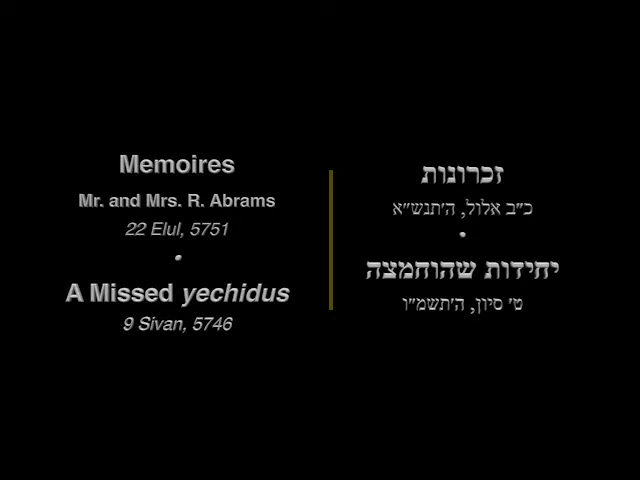 Memoires
Mr. and Mrs. R. Abrams
22 Elul, 5751
•
A Missed yechidus
9 Sivan, 5746
זכרונות
כ״ב אלול, ה׳תנש״א
•
יחידות שהוחמצה
ט׳ סיון, ה׳תשמ״ו